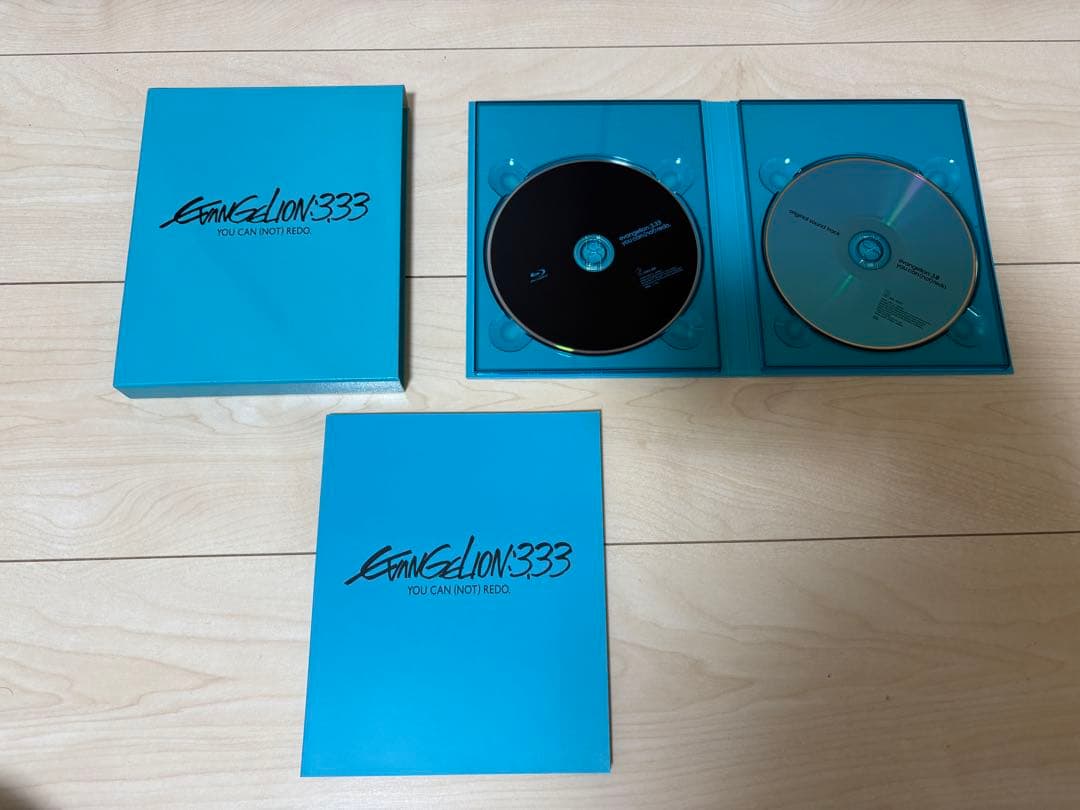 EVANGELION:3.33
YOU CAN (NOT) REDO.
evangelion: 3.33
you can (not) redo.
original sound track
evangelion: 3.0
you can (not) redo.
EVANGELION:3.33
YOU CAN (NOT) REDO.